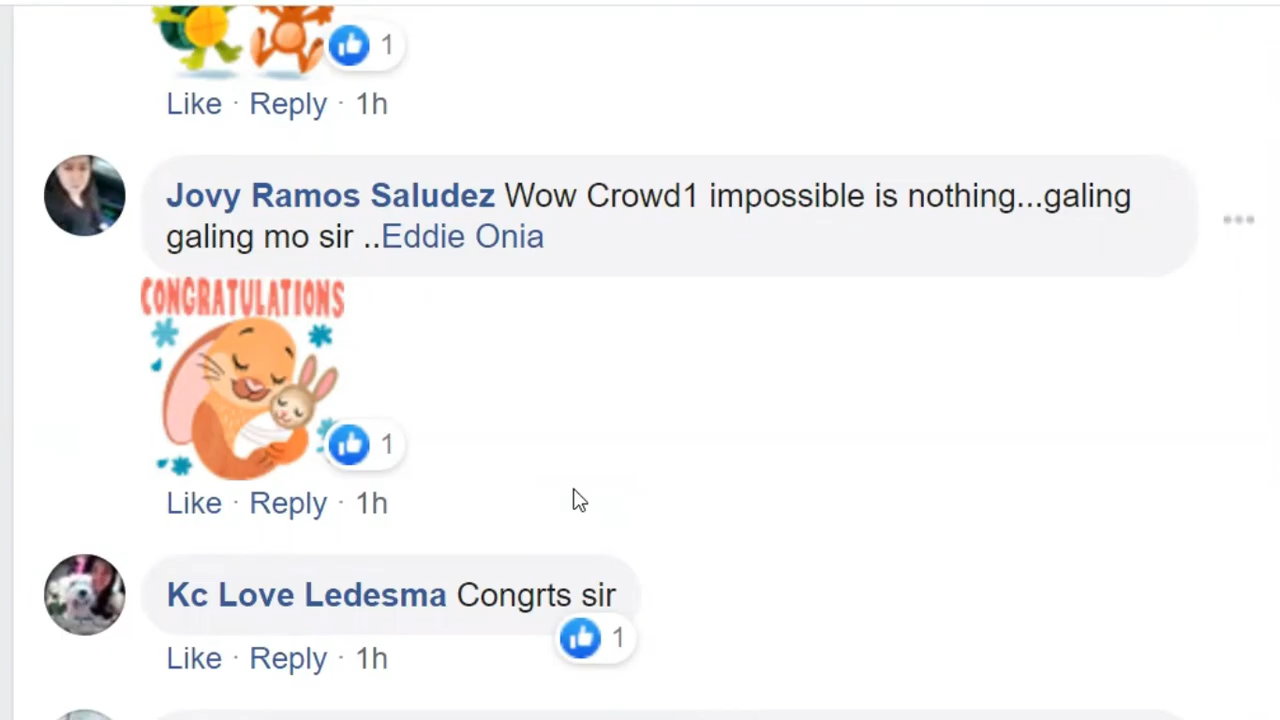 1
Like · Reply · 1h
Jovy Ramos Saludez Wow Crowd1 impossible is nothing...galing
galing mo sir ..Eddie Onia
CONGRATULATIONS
1
Like · Reply · 1h
Kc Love Ledesma Congrts sir
1
Like · Reply · 1h